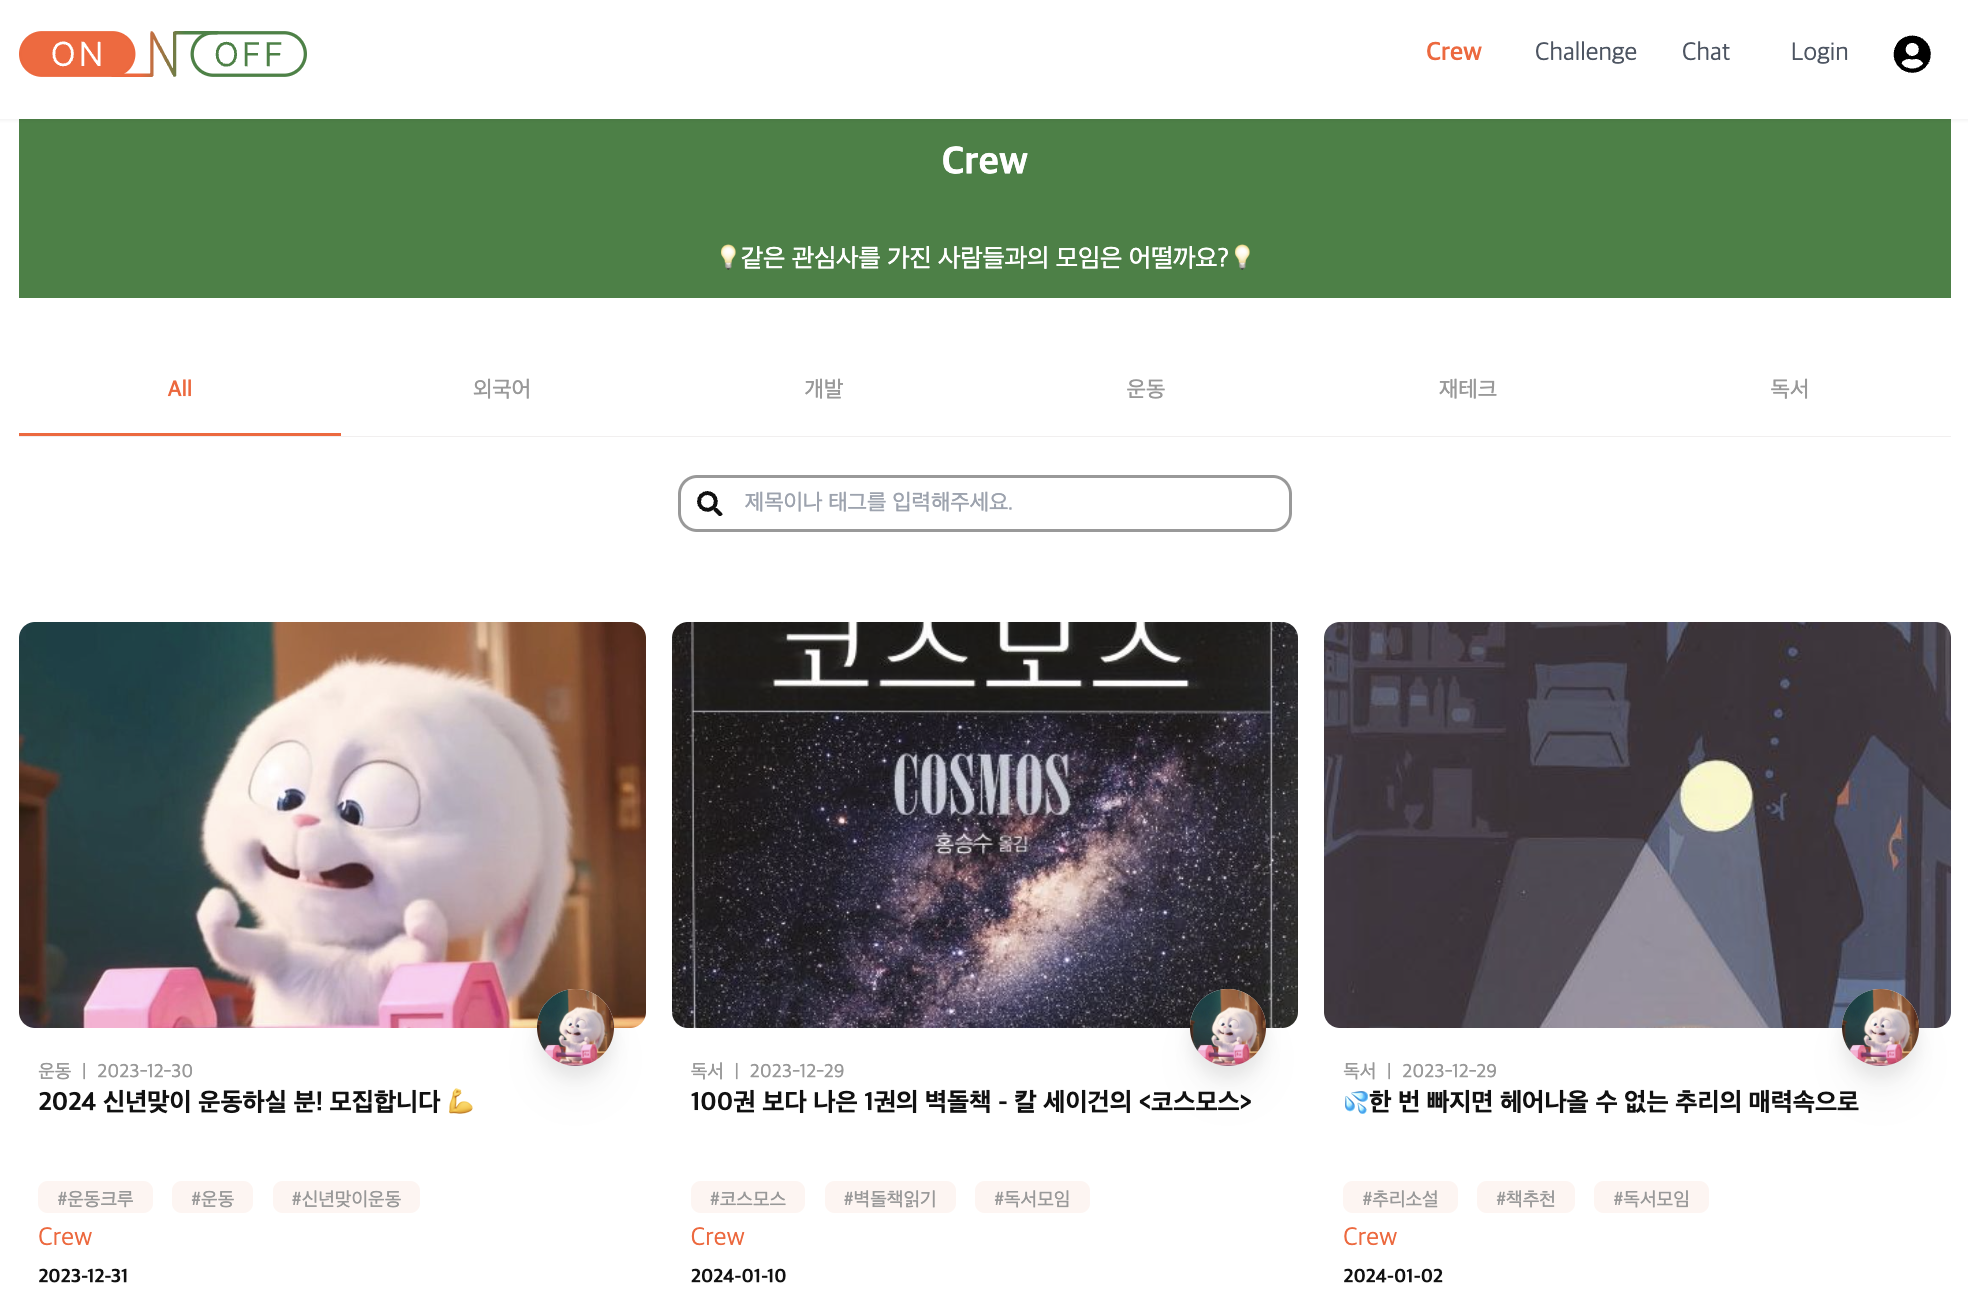 ON N OFF
Crew Challenge Chat Login
Crew
💡같은 관심사를 가진 사람들과의 모임은 어떨까요?💡
All 외국어 개발 운동 재테크 독서
제목이나 태그를 입력해주세요.
코스모스
COSMOS
홍승수 옮김
운동 | 2023-12-30
2024 신년맞이 운동하실 분! 모집합니다 💪
#운동크루 #운동 #신년맞이운동
Crew
2023-12-31
독서 | 2023-12-29
100권 보다 나은 1권의 벽돌책 - 칼 세이건의 <코스모스>
#코스모스 #벽돌책읽기 #독서모임
Crew
2024-01-10
독서 | 2023-12-29
💦한 번 빠지면 헤어나올 수 없는 추리의 매력속으로
#추리소설 #책추천 #독서모임
Crew
2024-01-02